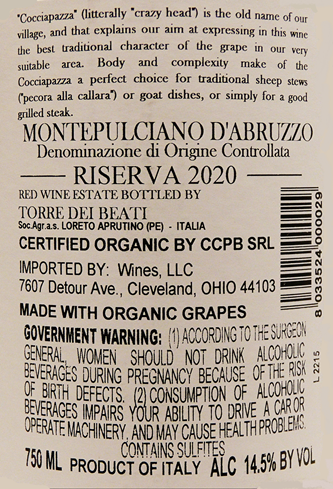 "Cocciapazza" (litterally "crazy head") is the old name of our
village, and that explains our aim at expressing in this wine
the best traditional character of the grape in our very
suitable area. Body and complexity make of the
Cocciapazza a perfect choice for traditional sheep stews
("pecora alla callara") or goat dishes, or simply for a good
grilled steak.
MONTEPULCIANO D'ABRUZZO
Denominazione di Origine Controllata
RISERVA 2020
RED WINE ESTATE BOTTLED BY
TORRE DEI BEATI
Soc.Agr.a.s. LORETO APRUTINO (PE) - ITALIA
CERTIFIED ORGANIC BY CCPB SRL
IMPORTED BY: Wines, LLC
7607 Detour Ave., Cleveland, OHIO 44103
MADE WITH ORGANIC GRAPES
GOVERNMENT WARNING: (1) ACCORDING TO THE SURGEON
GENERAL, WOMEN SHOULD NOT DRINK ALCOHOLIC
BEVERAGES DURING PREGNANCY BECAUSE OF THE RISK
OF BIRTH DEFECTS. (2) CONSUMPTION OF ALCOHOLIC
BEVERAGES IMPAIRS YOUR ABILITY TO DRIVE A CAR OR
OPERATE MACHINERY, AND MAY CAUSE HEALTH PROBLEMS.
CONTAINS SULFITES
750 ML PRODUCT OF ITALY ALC 14.5% BY VOL
8 033524 000029
L 2215